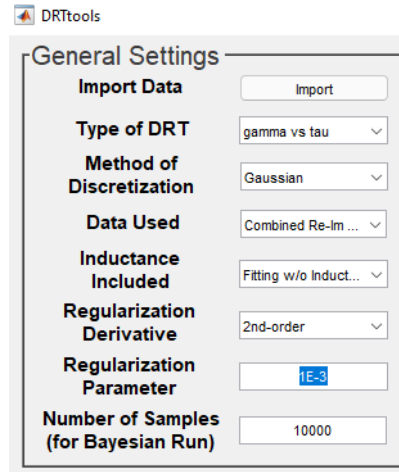 DRTtools
General Settings
Import Data
Import
Type of DRT
gamma vs tau
Method of
Discretization
Gaussian
Data Used
Combined Re-Im ...
Inductance
Included
Fitting w/o Induct...
Regularization
Derivative
2nd-order
Regularization
Parameter
1E-3
Number of Samples
(for Bayesian Run)
10000